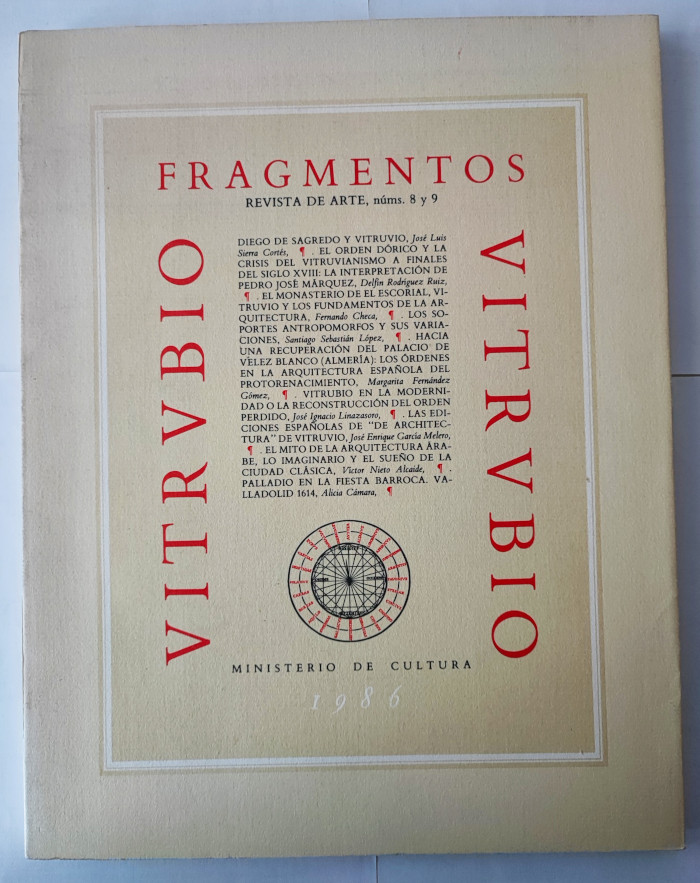 FRAGMENTOS
REVISTA DE ARTE, núms. 8 y 9
VITRVBIO
DIEGO DE SAGREDO Y VITRUVIO, José Luis
Sierra Cortés, ¶ . EL ORDEN DÓRICO Y LA
CRISIS DEL VITRUVIANISMO A FINALES
DEL SIGLO XVIII: LA INTERPRETACIÓN DE
PEDRO JOSÉ MÁRQUEZ, Delfín Rodríguez Ruiz,
¶ . EL MONASTERIO DE EL ESCORIAL, VI-
TRUVIO Y LOS FUNDAMENTOS DE LA AR-
QUITECTURA, Fernando Checa, ¶ . LOS SO-
PORTES ANTROPOMORFOS Y SUS VARIA-
CIONES, Santiago Sebastián López, ¶ . HACIA
UNA RECUPERACIÓN DEL PALACIO DE
VÉLEZ BLANCO (ALMERÍA): LOS ÓRDENES
EN LA ARQUITECTURA ESPAÑOLA DEL
PROTORENACIMIENTO, Margarita Fernández
Gómez, ¶ . VITRUBIO EN LA MODERNI-
DAD O LA RECONSTRUCCIÓN DEL ORDEN
PERDIDO, José Ignacio Linazasoro, ¶ . LAS EDI-
CIONES ESPAÑOLAS DE "DE ARCHITEC-
TURA" DE VITRUVIO, José Enrique García Melero,
¶ . EL MITO DE LA ARQUITECTURA ÁRA-
BE, LO IMAGINARIO Y EL SUEÑO DE LA
CIUDAD CLÁSICA, Víctor Nieto Alcaide, ¶ .
PALLADIO EN LA FIESTA BARROCA. VA-
LLADOLID 1614, Alicia Cámara, ¶
VITRVBIO
MINISTERIO DE CULTURA
1986